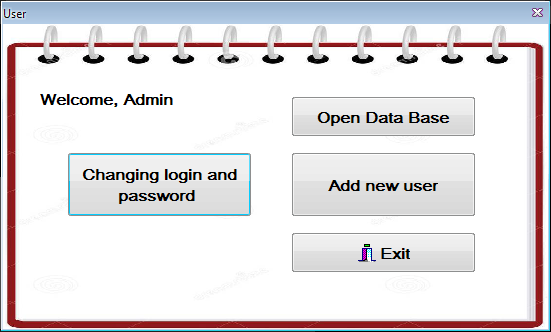 User
Welcome, Admin
Open Data Base
Changing login and
password
Add new user
Exit